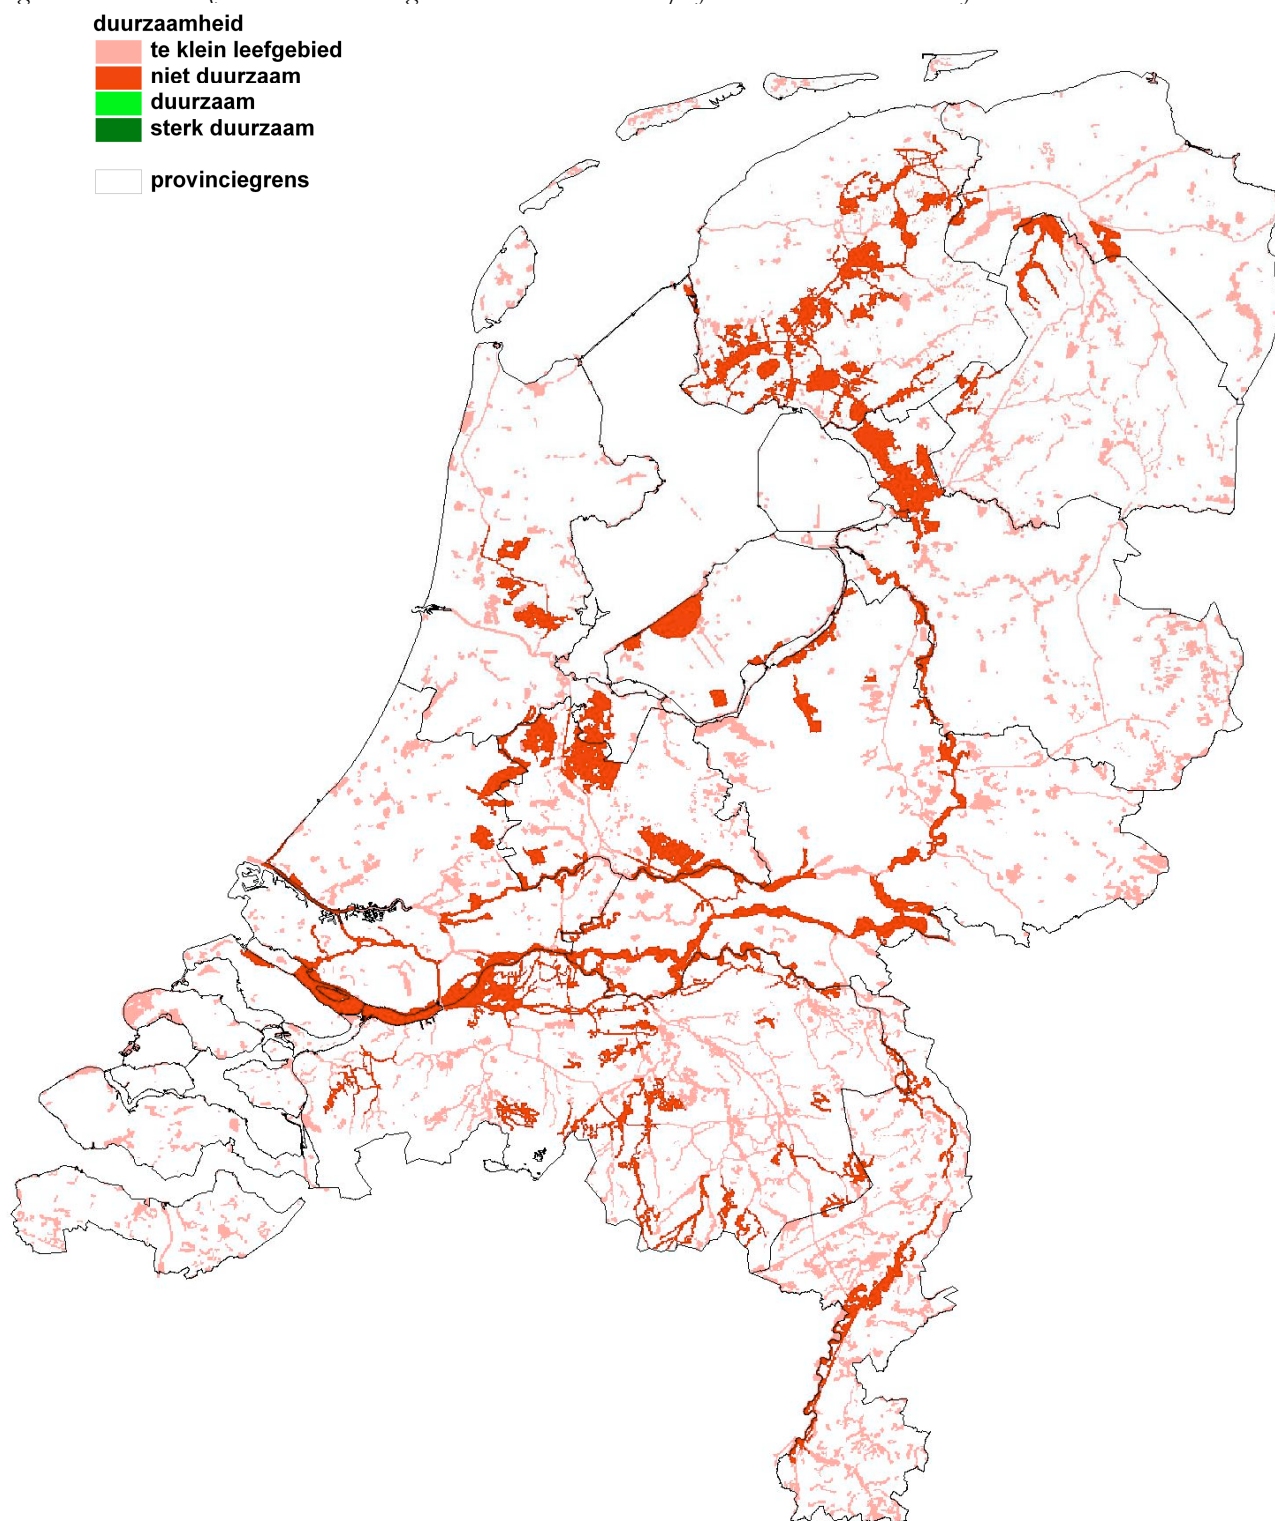 duurzaamheid
te klein leefgebied
niet duurzaam
duurzaam
sterk duurzaam
provinciegrens